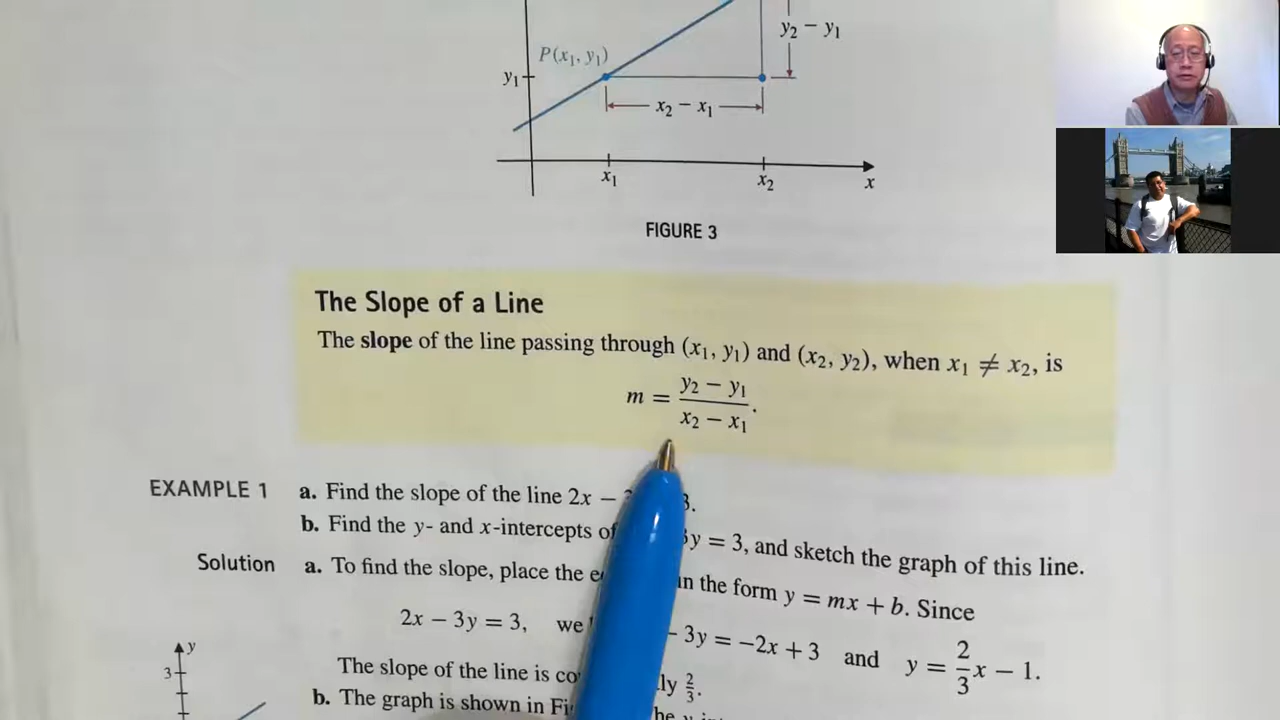 y₂ − y₁
P(x₁, y₁)
y₁
x₂ − x₁
x₁
x₂
x
FIGURE 3
The Slope of a Line
The slope of the line passing through (x₁, y₁) and (x₂, y₂), when x₁ ≠ x₂, is
m = (y₂ − y₁)/(x₂ − x₁).
EXAMPLE 1 a. Find the slope of the line 2x − 3.
b. Find the y- and x-intercepts of 3y = 3, and sketch the graph of this line.
Solution a. To find the slope, place the in the form y = mx + b. Since
2x − 3y = 3, we −3y = −2x + 3 and y = 2/3 x − 1.
The slope of the line is 2/3.
b. The graph is shown in
y
3